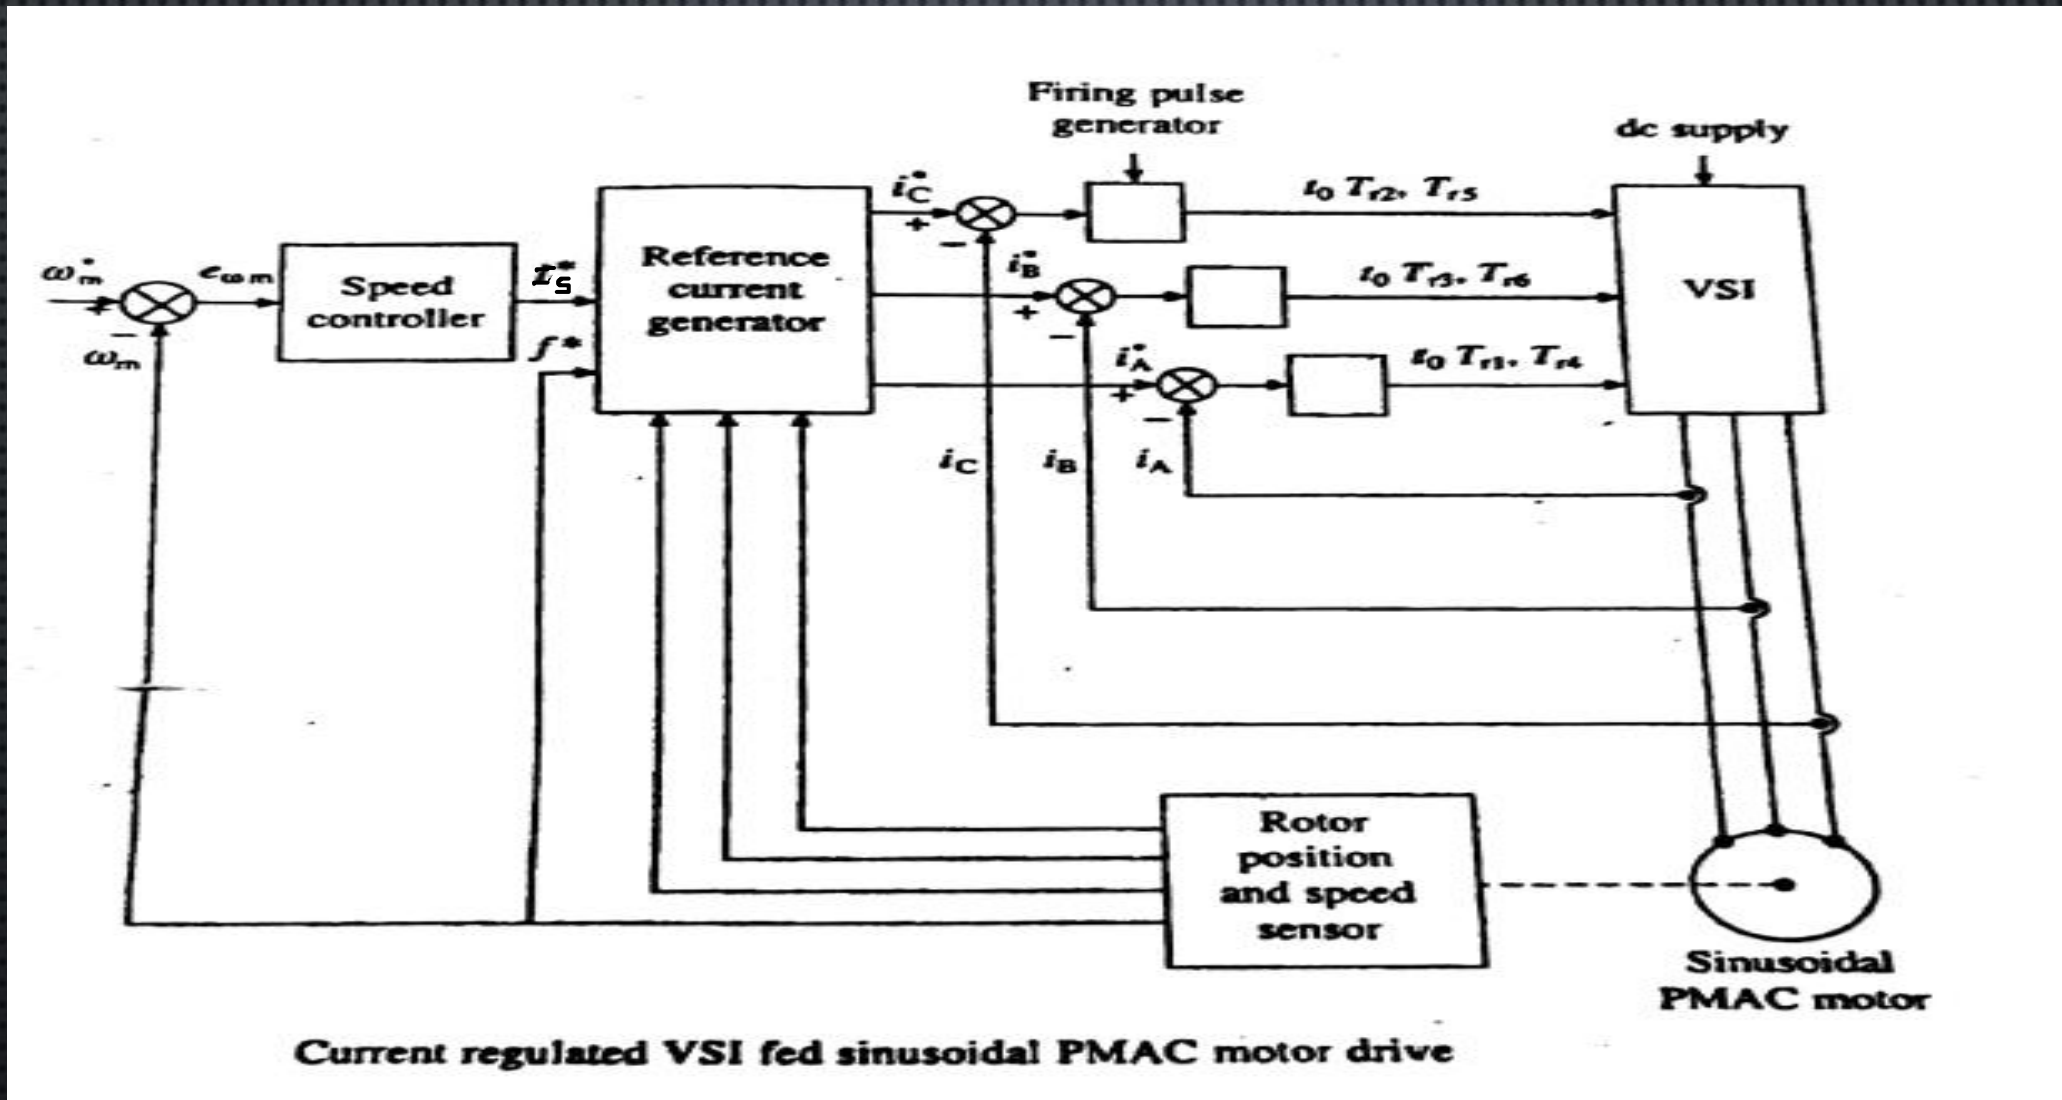 Firing pulse
generator
dc supply
i*C
+
−
to Tr2, Tr5
i*B
+
−
to Tr3, Tr6
i*A
+
−
to Tr1, Tr4
ω*m
+
−
ωm
eωm
Speed
controller
I*S
f*
Reference
current
generator
VSI
iC
iB
iA
Rotor
position
and speed
sensor
Sinusoidal
PMAC motor
Current regulated VSI fed sinusoidal PMAC motor drive